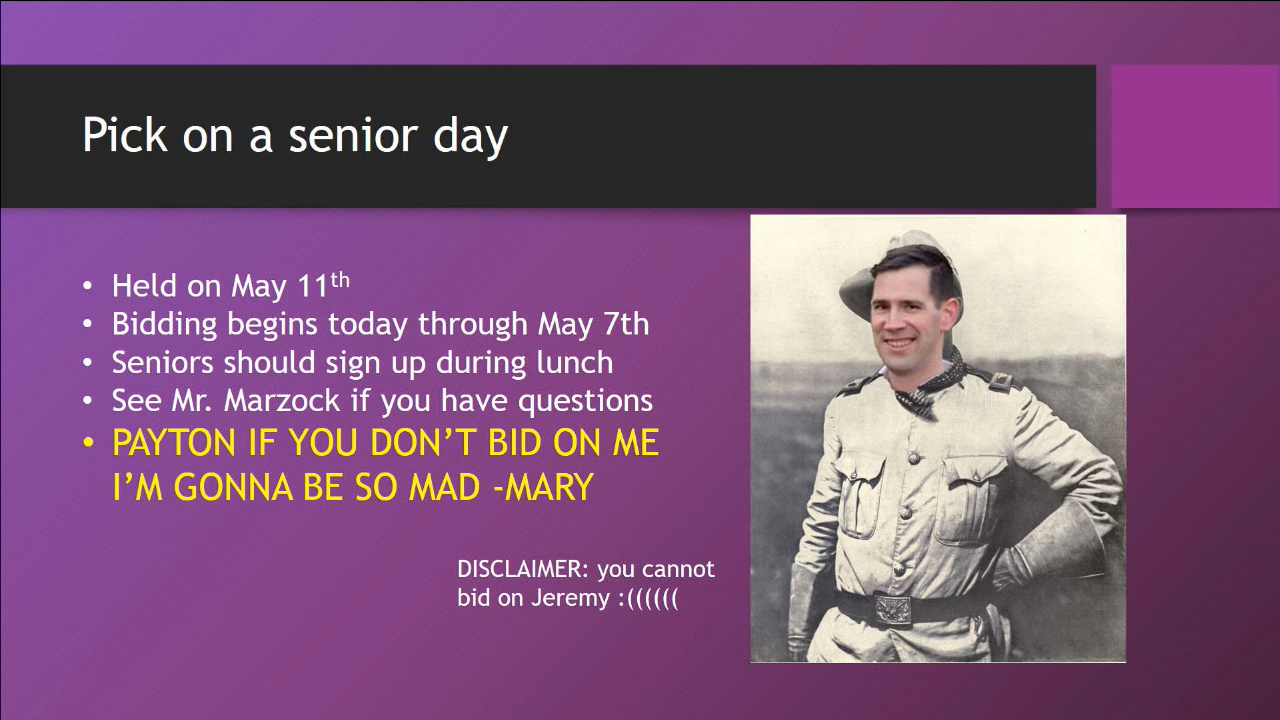 Pick on a senior day
• Held on May 11th
• Bidding begins today through May 7th
• Seniors should sign up during lunch
• See Mr. Marzock if you have questions
• PAYTON IF YOU DON’T BID ON ME
I’M GONNA BE SO MAD -MARY
DISCLAIMER: you cannot
bid on Jeremy :((((((